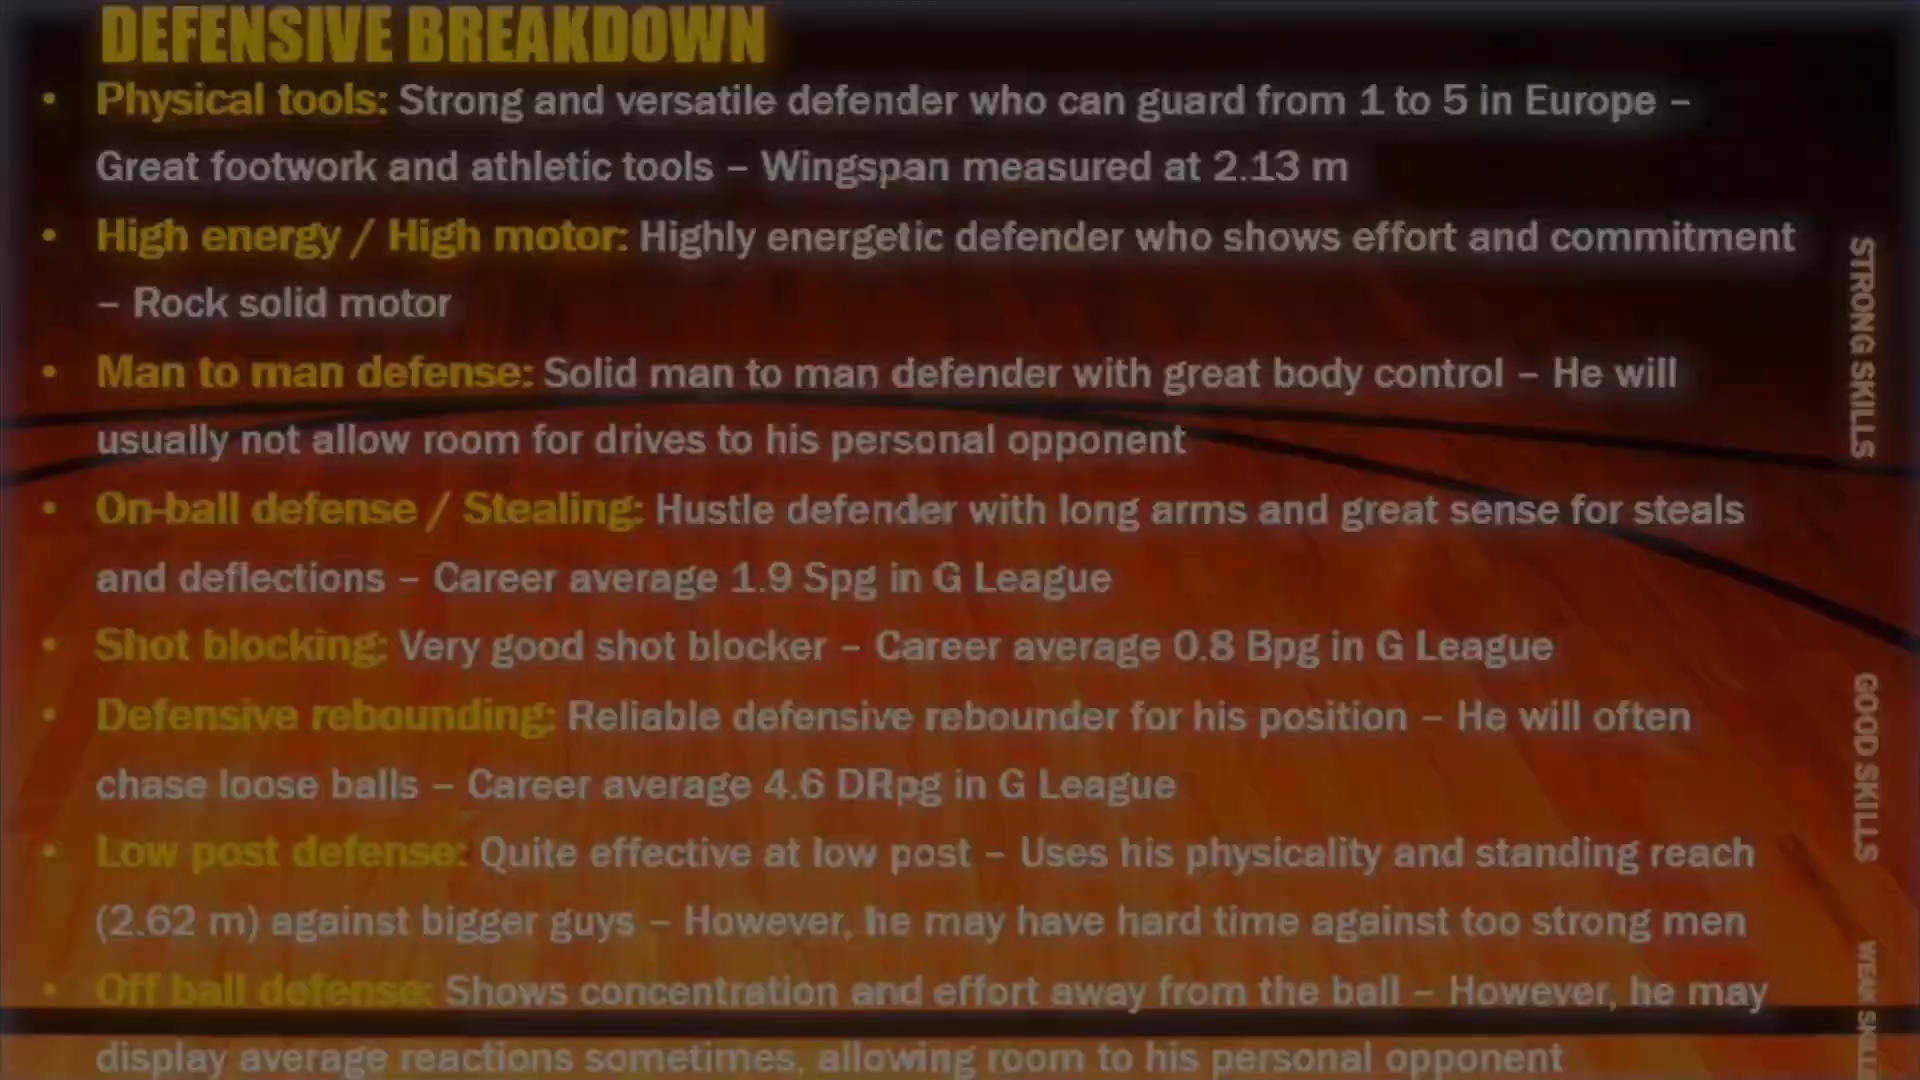 DEFENSIVE BREAKDOWN
• Physical tools: Strong and versatile defender who can guard from 1 to 5 in Europe –
Great footwork and athletic tools – Wingspan measured at 2.13 m
• High energy / High motor: Highly energetic defender who shows effort and commitment
– Rock solid motor
• Man to man defense: Solid man to man defender with great body control – He will
usually not allow room for drives to his personal opponent
• On-ball defense / Stealing: Hustle defender with long arms and great sense for steals
and deflections – Career average 1.9 Spg in G League
• Shot blocking: Very good shot blocker – Career average 0.8 Bpg in G League
• Defensive rebounding: Reliable defensive rebounder for his position – He will often
chase loose balls – Career average 4.6 DRpg in G League
• Low post defense: Quite effective at low post – Uses his physicality and standing reach
(2.62 m) against bigger guys – However, he may have hard time against too strong men
• Off ball defense: Shows concentration and effort away from the ball – However, he may
display average reactions sometimes, allowing room to his personal opponent
STRONG SKILLS
GOOD SKILLS
WEAK SKILLS